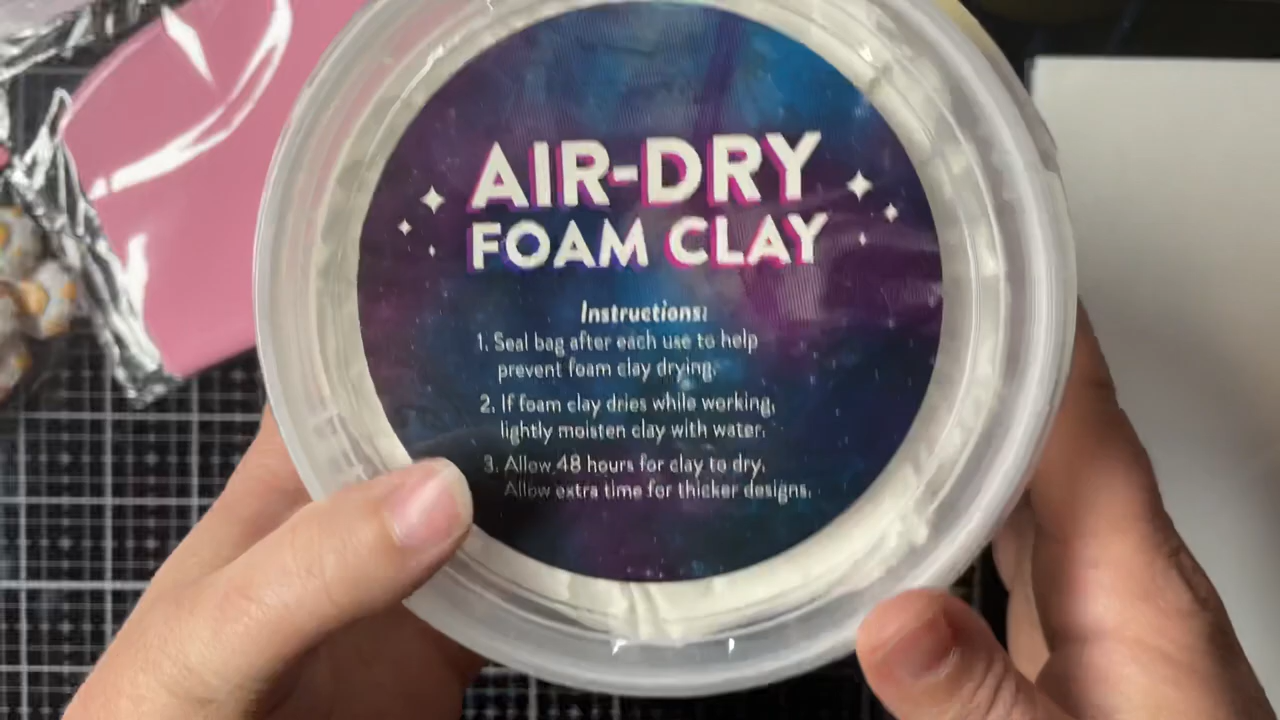 AIR-DRY
FOAM CLAY
Instructions:
1. Seal bag after each use to help
prevent foam clay drying.
2. If foam clay dries while working,
lightly moisten clay with water.
3. Allow 48 hours for clay to dry.
Allow extra time for thicker designs.